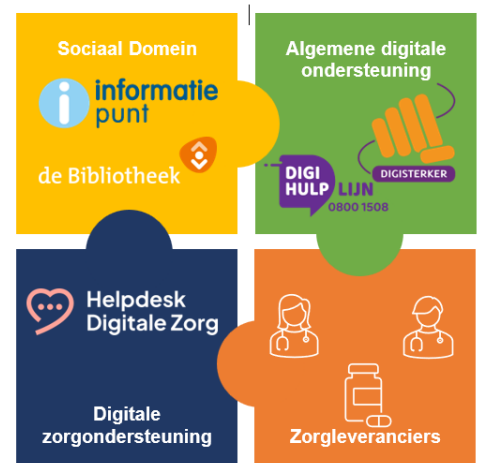 Sociaal Domein
informatie
punt
de Bibliotheek
Algemene digitale
ondersteuning
DIGISTERKER
DIGI
HULP LIJN
0800 1508
Helpdesk
Digitale Zorg
Digitale
zorgondersteuning
Zorgleveranciers